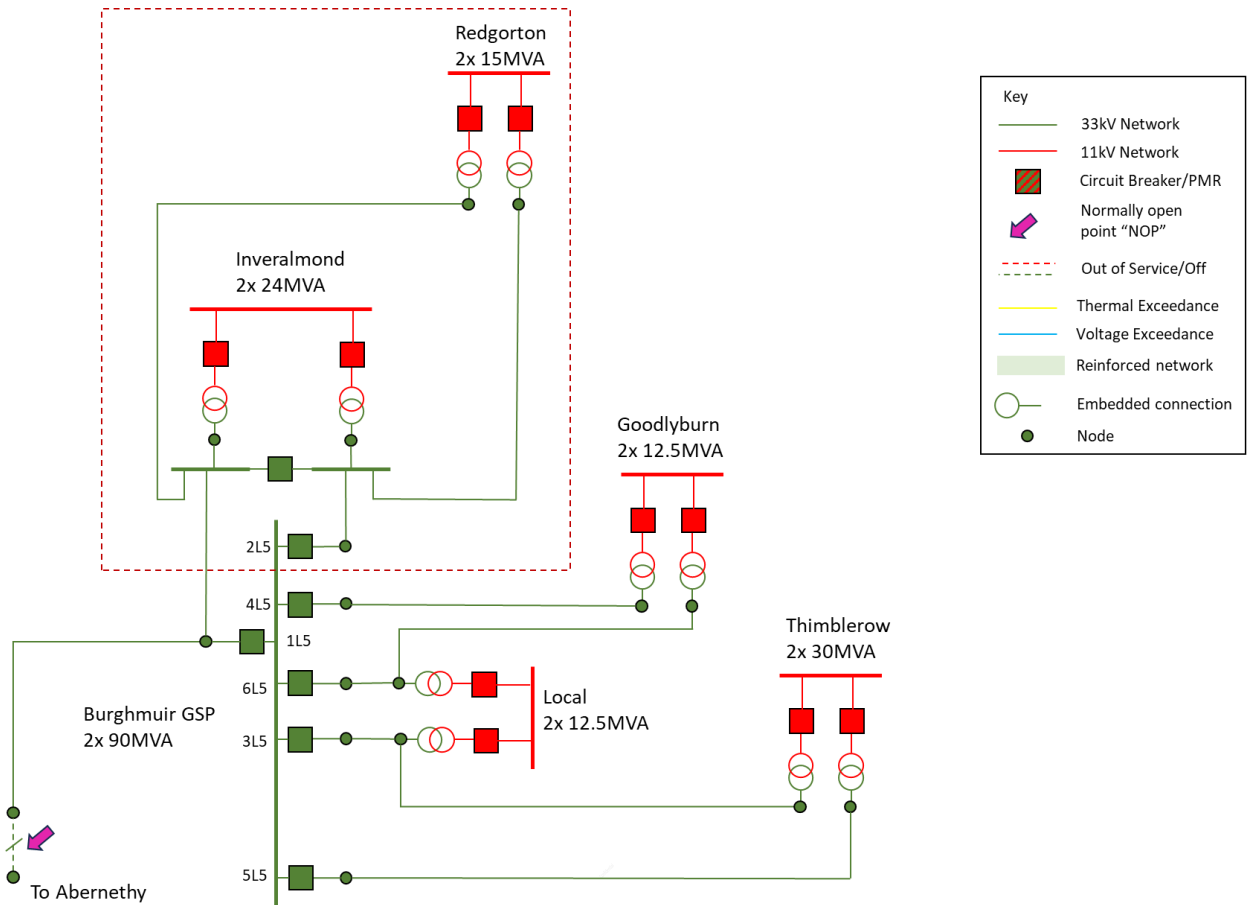 Redgorton
2x 15MVA
Inveralmond
2x 24MVA
Goodlyburn
2x 12.5MVA
2L5
4L5
1L5
Thimblerow
2x 30MVA
6L5
Local
2x 12.5MVA
Burghmuir GSP
2x 90MVA
3L5
5L5
To Abernethy
Key
33kV Network
11kV Network
Circuit Breaker/PMR
Normally open
point “NOP”
Out of Service/Off
Thermal Exceedance
Voltage Exceedance
Reinforced network
Embedded connection
Node